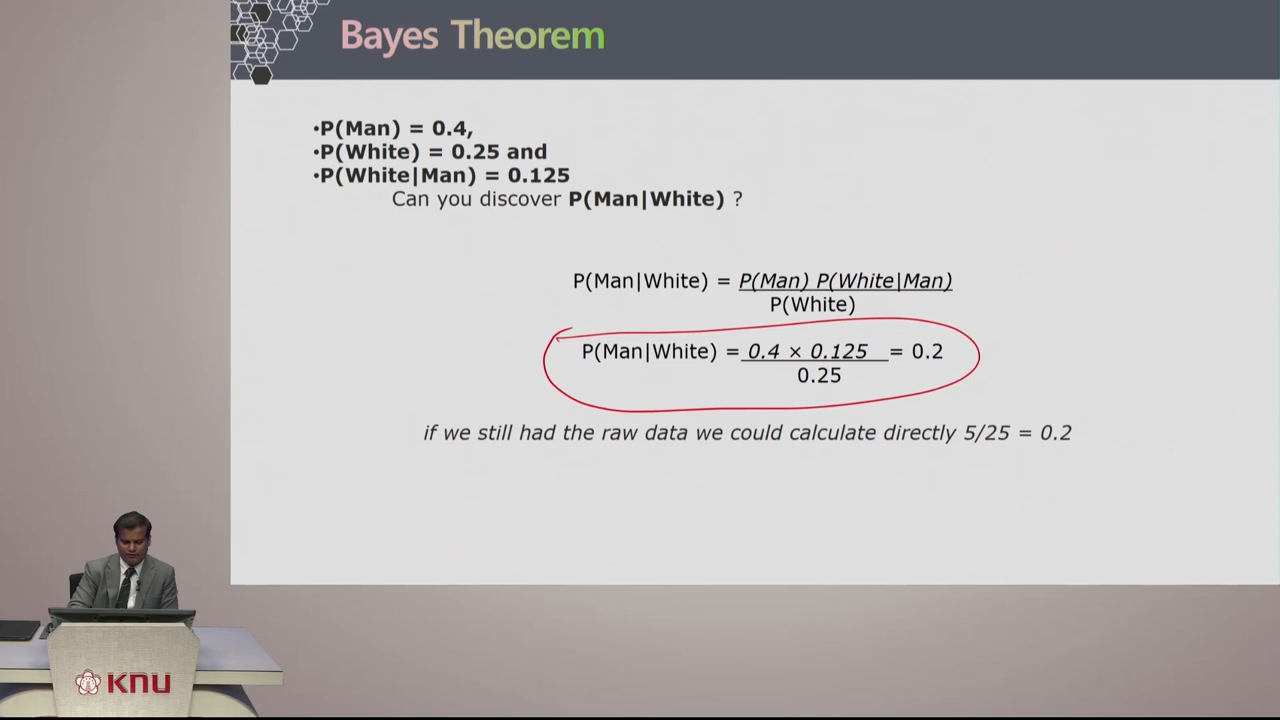 Bayes Theorem
•P(Man) = 0.4,
•P(White) = 0.25 and
•P(White|Man) = 0.125
Can you discover P(Man|White) ?
P(Man|White) = P(Man) P(White|Man)
P(White)
P(Man|White) = 0.4 × 0.125 = 0.2
0.25
if we still had the raw data we could calculate directly 5/25 = 0.2
KNU